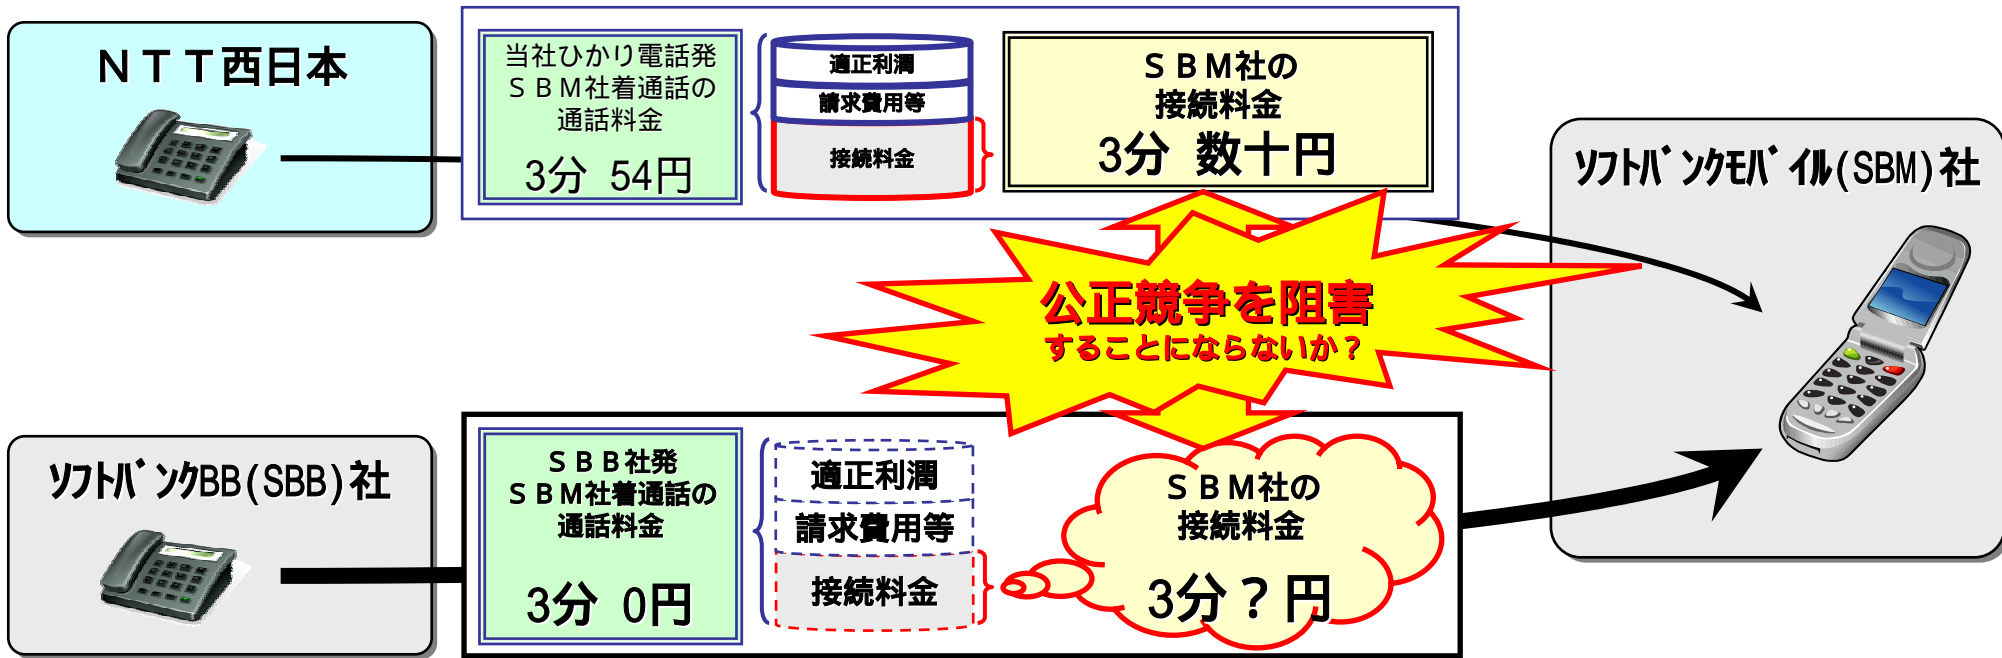 ＮＴＴ西日本
当社ひかり電話発
ＳＢＭ社着通話の
通話料金
3分 54円
適正利潤
請求費用等
接続料金
ＳＢＭ社の
接続料金
3分 数十円
ｿﾌﾄﾊﾞﾝｸﾓﾊﾞｲﾙ(SBM)社
公正競争を阻害
することにならないか？
ｿﾌﾄﾊﾞﾝｸBB(SBB)社
ＳＢＢ社発
ＳＢＭ社着通話の
通話料金
3分 0円
適正利潤
請求費用等
接続料金
ＳＢＭ社の
接続料金
3分？円